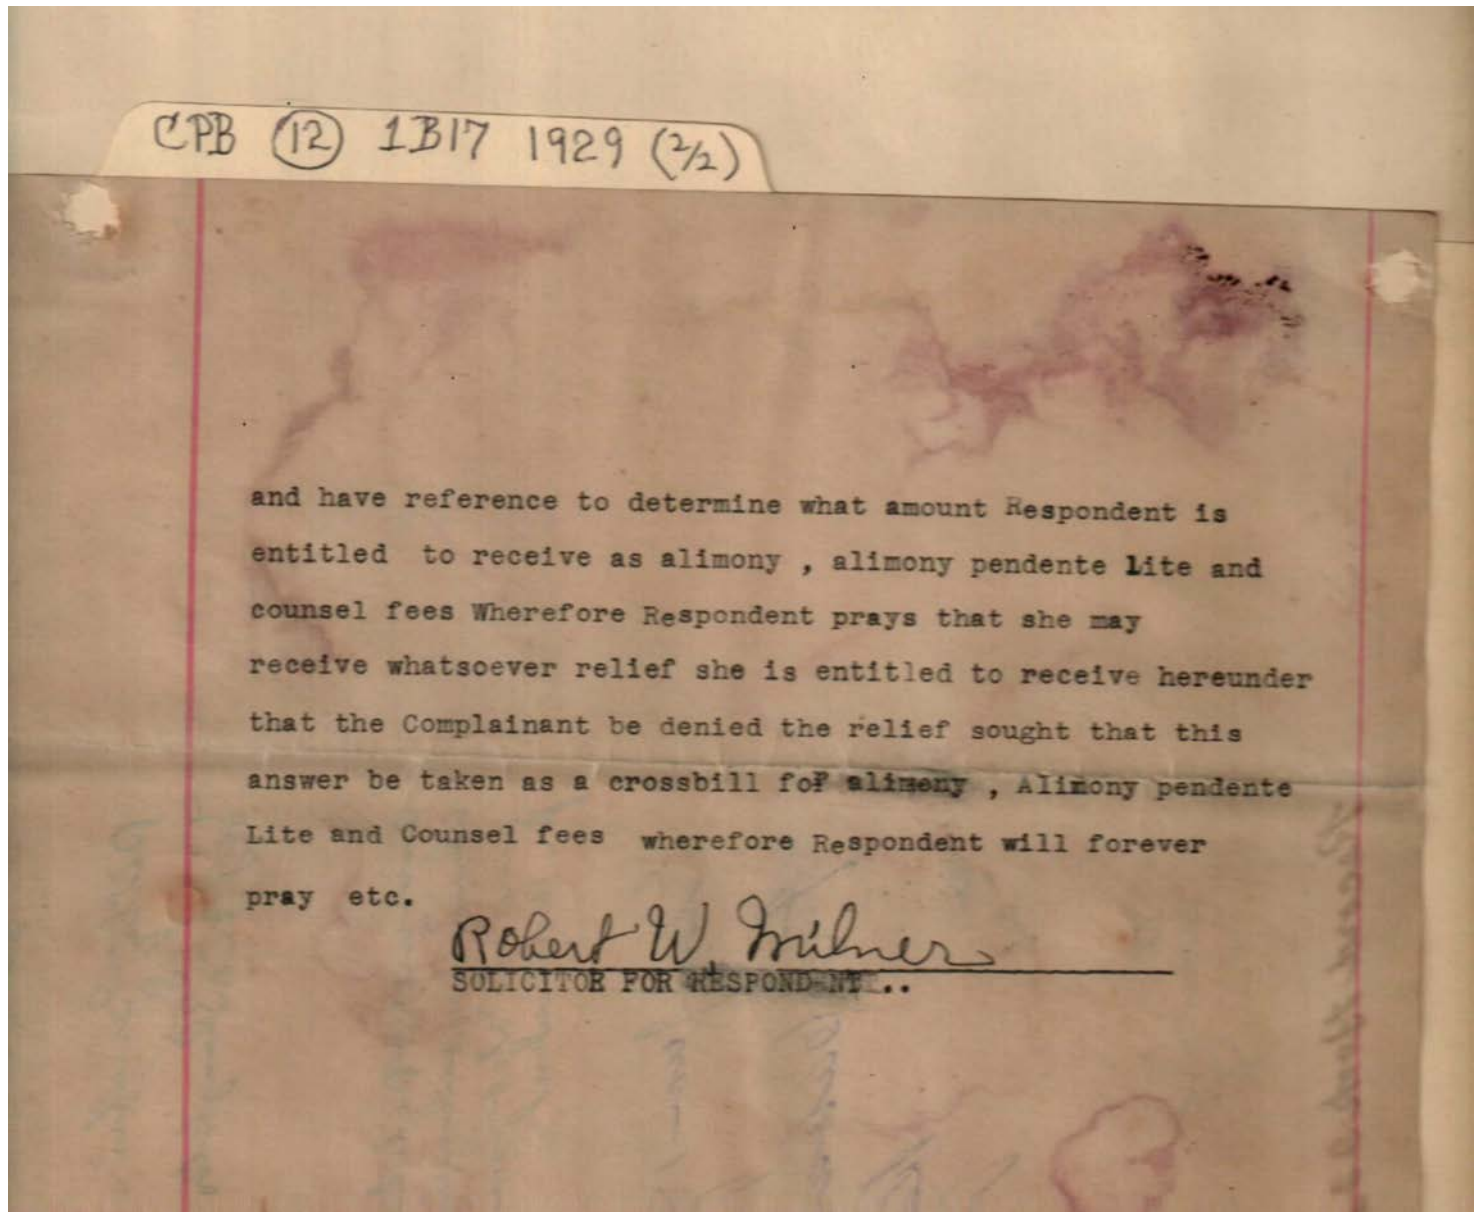 CPB (12) 1B17 1929 (2/2)
and have reference to determine what amount Respondent is
entitled to receive as alimony , alimony pendente Lite and
counsel fees Wherefore Respondent prays that she may
receive whatsoever relief she is entitled to receive hereunder
that the Complainant be denied the relief sought that this
answer be taken as a crossbill for alimony , Alimony pendente
Lite and Counsel fees wherefore Respondent will forever
pray etc.
Robert W. Milner
SOLICITOR FOR RESPONDENT ..